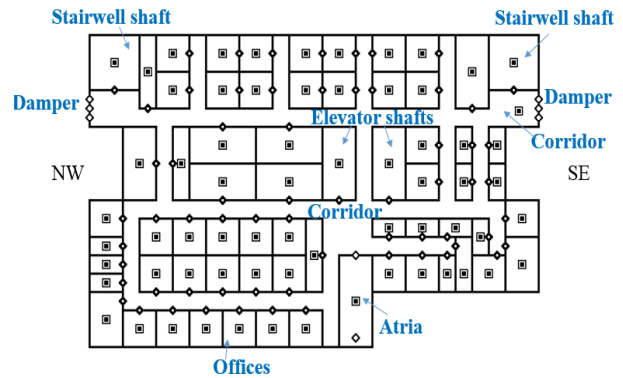 Stairwell shaft
Stairwell shaft
Damper
Damper
Elevator shafts
Corridor
NW
SE
Corridor
Atria
Offices